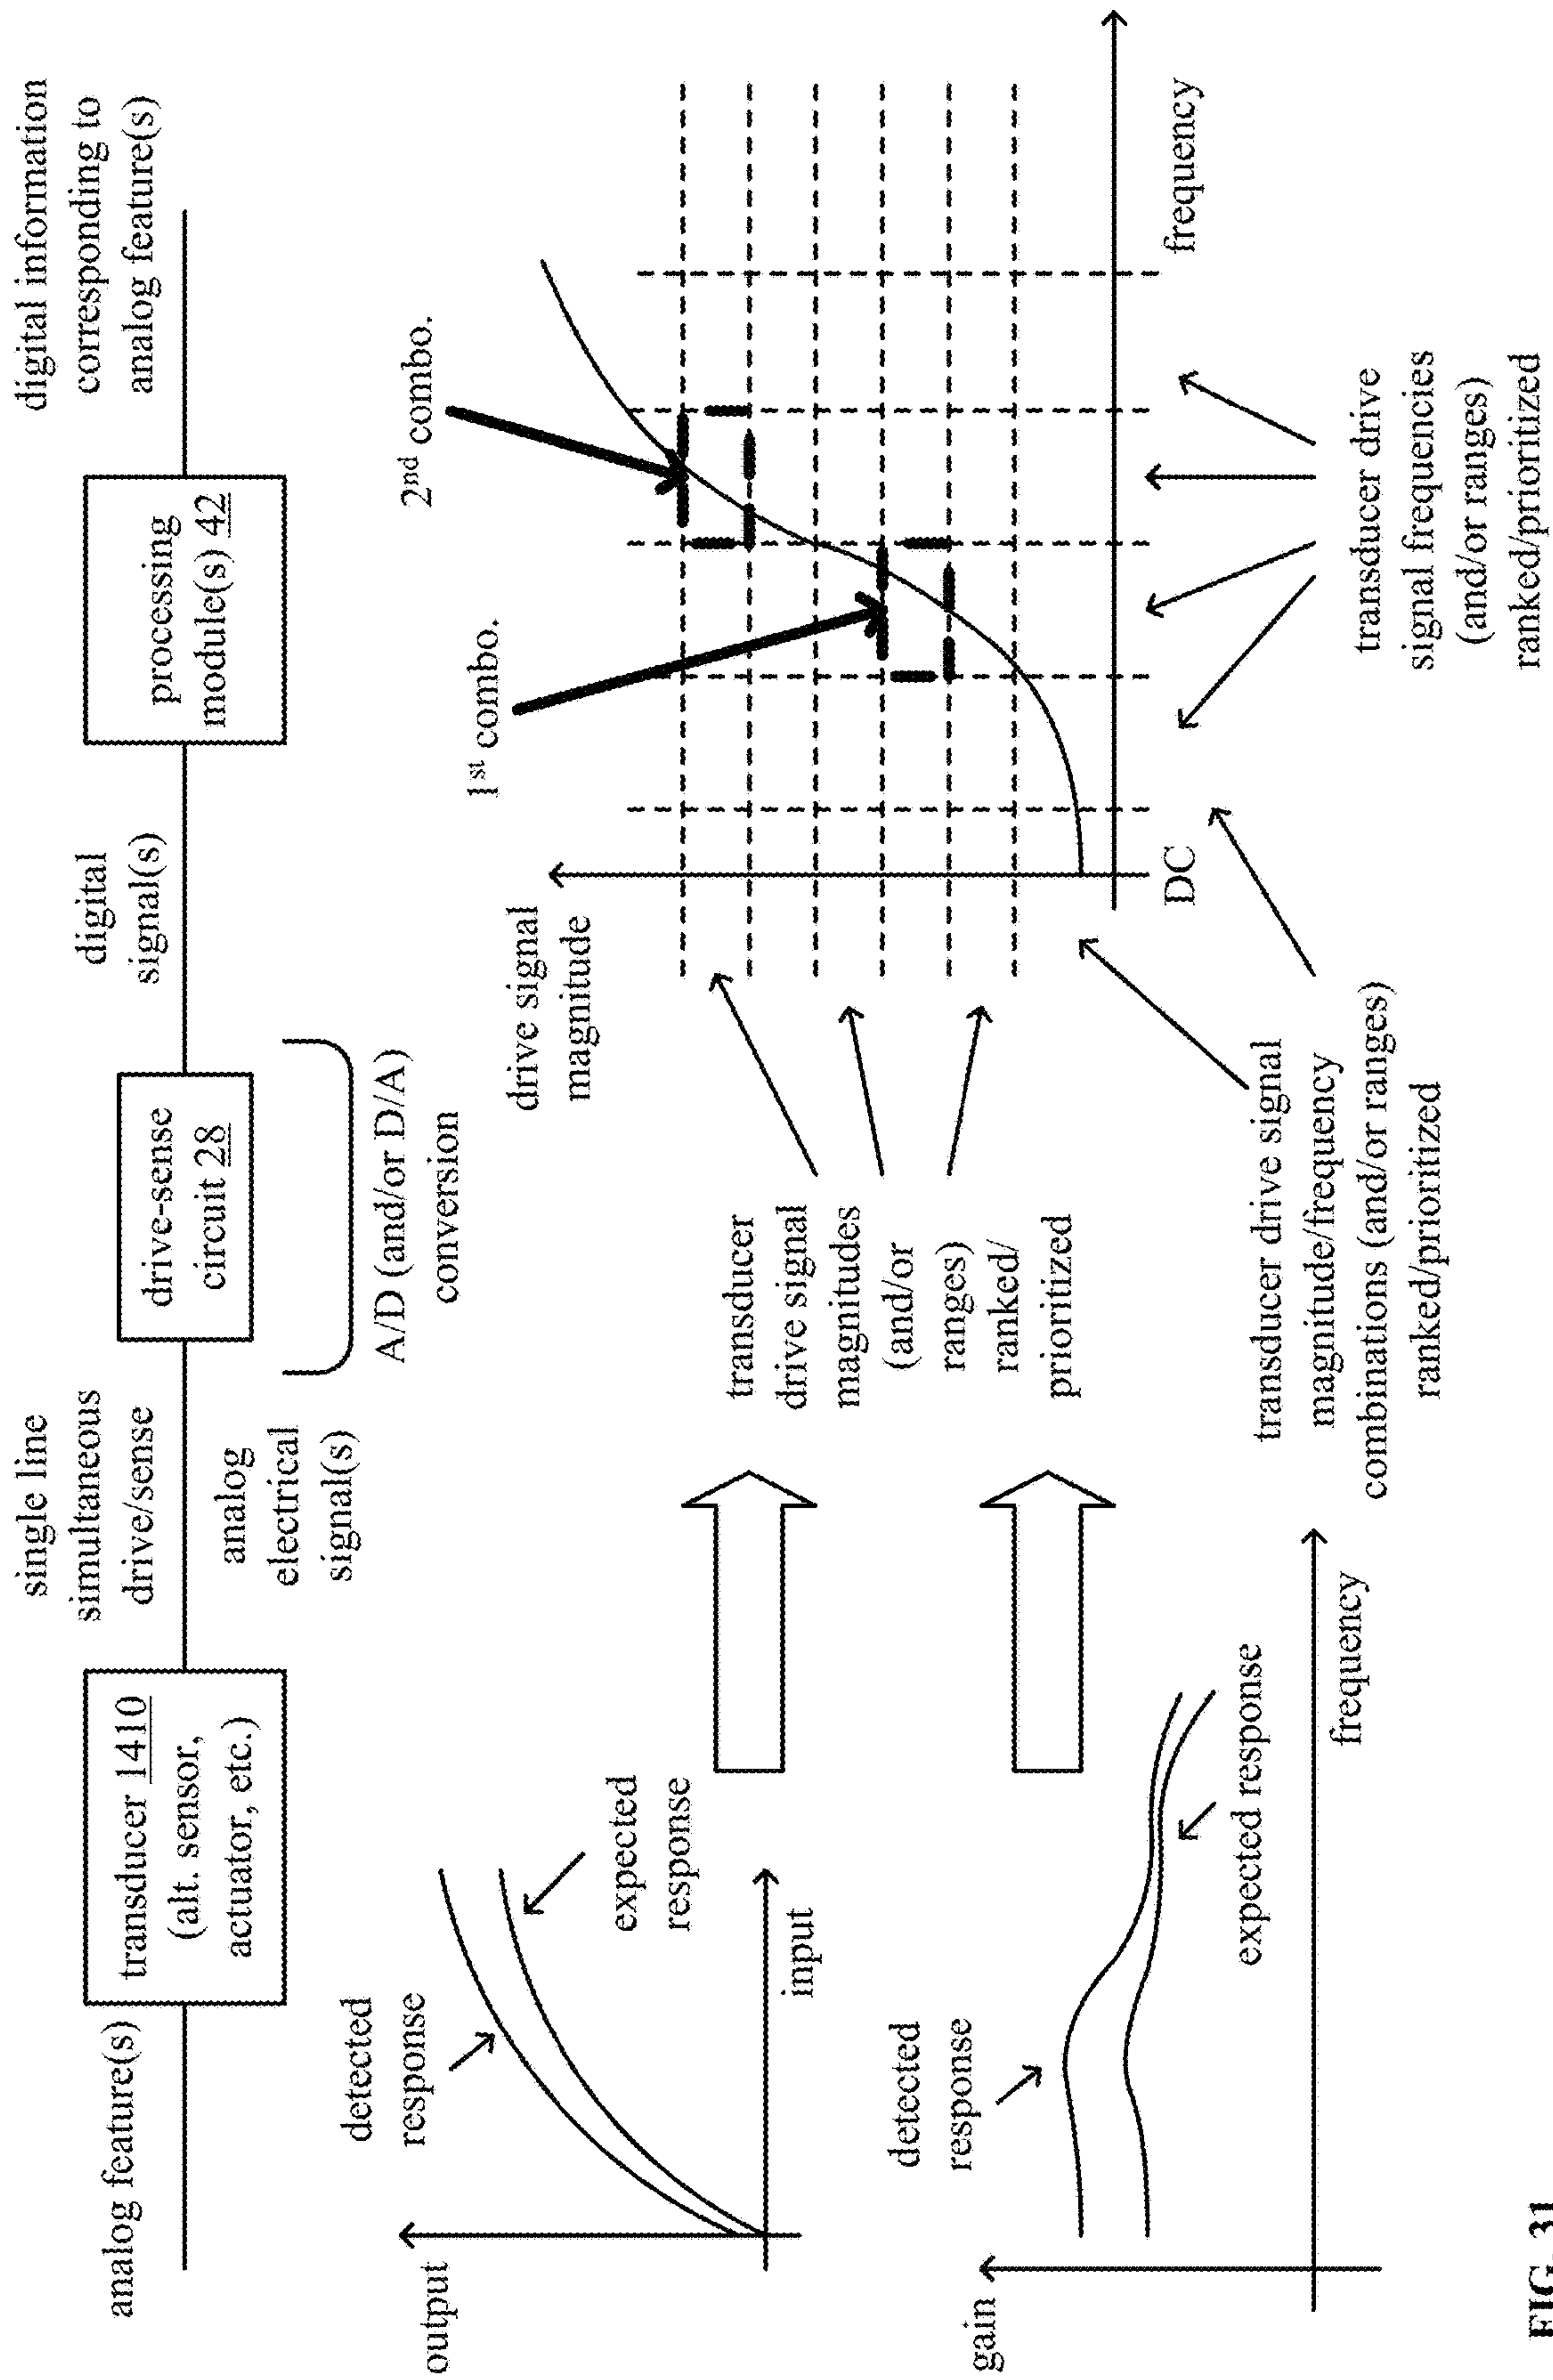 single line
simultaneous
drive/sense
digital information
corresponding to
analog feature(s)
analog feature(s)
transducer 1410
(alt. sensor,
actuator, etc.)
analog
electrical
signal(s)
drive-sense
circuit 28
digital
signal(s)
processing
module(s) 42
A/D (and/or D/A)
conversion
output
detected
response
expected
response
input
gain
detected
response
expected response
frequency
transducer
drive signal
magnitudes
(and/or
ranges)
ranked/
prioritized
drive signal
magnitude
1st combo.
2nd combo.
DC
frequency
transducer drive signal
magnitude/frequency
combinations (and/or ranges)
ranked/prioritized
transducer drive
signal frequencies
(and/or ranges)
ranked/prioritized
FIG. 31